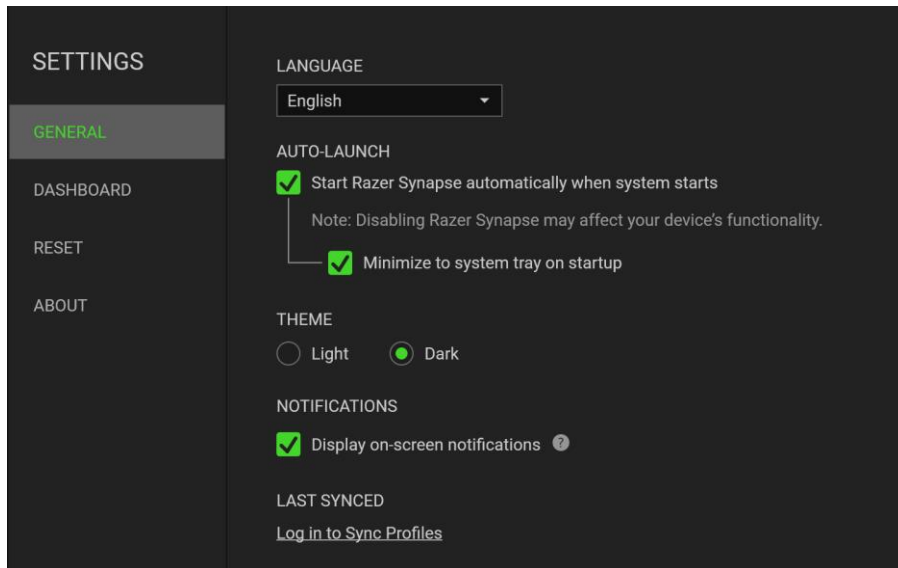 SETTINGS
GENERAL
DASHBOARD
RESET
ABOUT
LANGUAGE
English
AUTO-LAUNCH
Start Razer Synapse automatically when system starts
Note: Disabling Razer Synapse may affect your device’s functionality.
Minimize to system tray on startup
THEME
Light
Dark
NOTIFICATIONS
Display on-screen notifications ?
LAST SYNCED
Log in to Sync Profiles